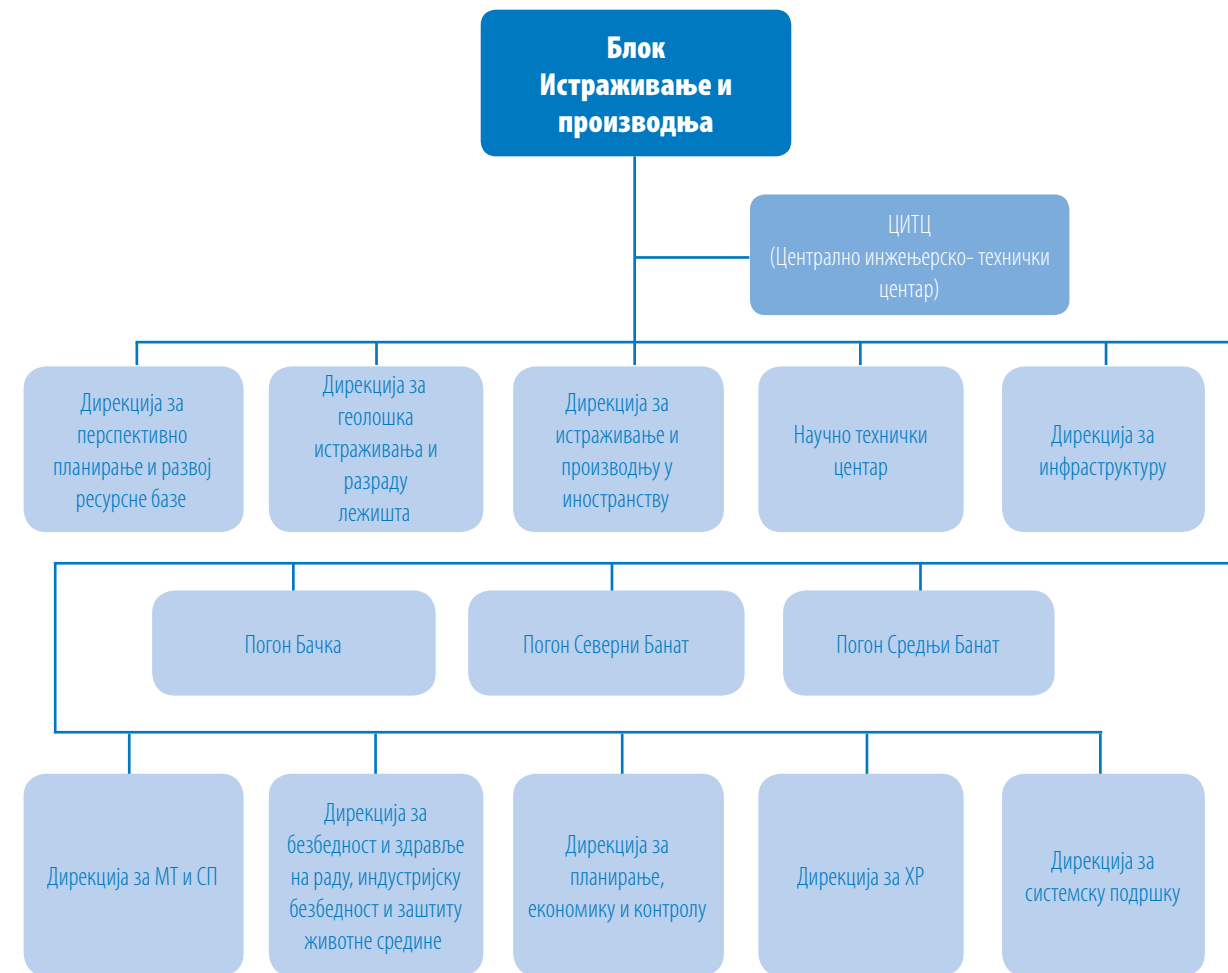 Блок
Истраживање и
производња
ЦИТЦ
(Централно инжењерско- технички
центар)
Дирекција за
перспективно
планирање и развој
ресурсне базе
Дирекција за
геолошка
истраживања и
разраду
лежишта
Дирекција за
истраживање и
производњу у
иностранству
Научно технички
центар
Дирекција за
инфраструктуру
Погон Бачка
Погон Северни Банат
Погон Средњи Банат
Дирекција за МТ и СП
Дирекција за
безбедност и здравље
на раду, индустријску
безбедност и заштиту
животне средине
Дирекција за
планирање,
економику и контролу
Дирекција за ХР
Дирекција за
системску подршку